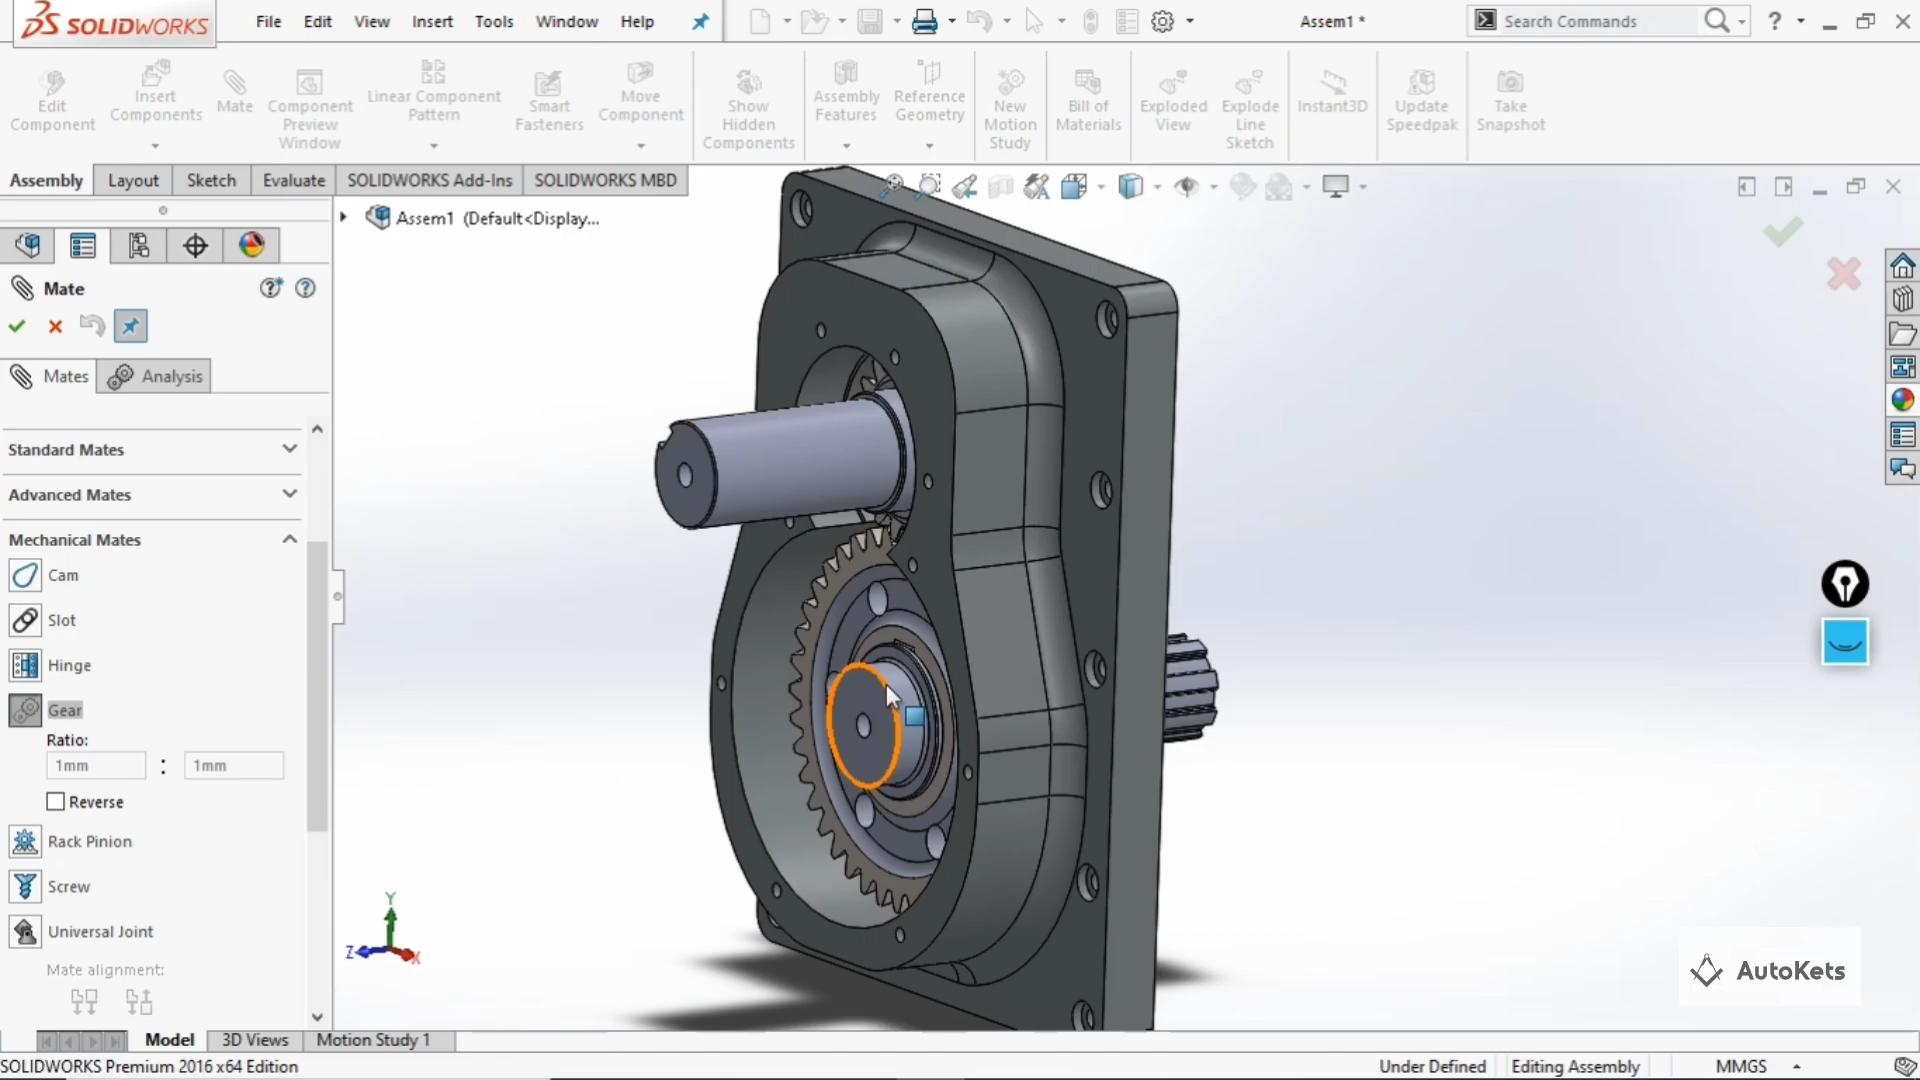 SOLIDWORKS
File Edit View Insert Tools Window Help
Assem1 *
Search Commands
?
Edit Component
Insert Components
Mate
Component Preview Window
Linear Component Pattern
Smart Fasteners
Move Component
Show Hidden Components
Assembly Features
Reference Geometry
New Motion Study
Bill of Materials
Exploded View
Explode Line Sketch
Instant3D
Update Speedpak
Take Snapshot
Assembly Layout Sketch Evaluate SOLIDWORKS Add-Ins SOLIDWORKS MBD
Assem1 (Default<Display...
Mate
Mates Analysis
Standard Mates
Advanced Mates
Mechanical Mates
Cam
Slot
Hinge
Gear
Ratio:
1mm : 1mm
Reverse
Rack Pinion
Screw
Universal Joint
Mate alignment:
Y
Z
X
AutoKets
Model 3D Views Motion Study 1
SOLIDWORKS Premium 2016 x64 Edition
Under Defined Editing Assembly MMGS